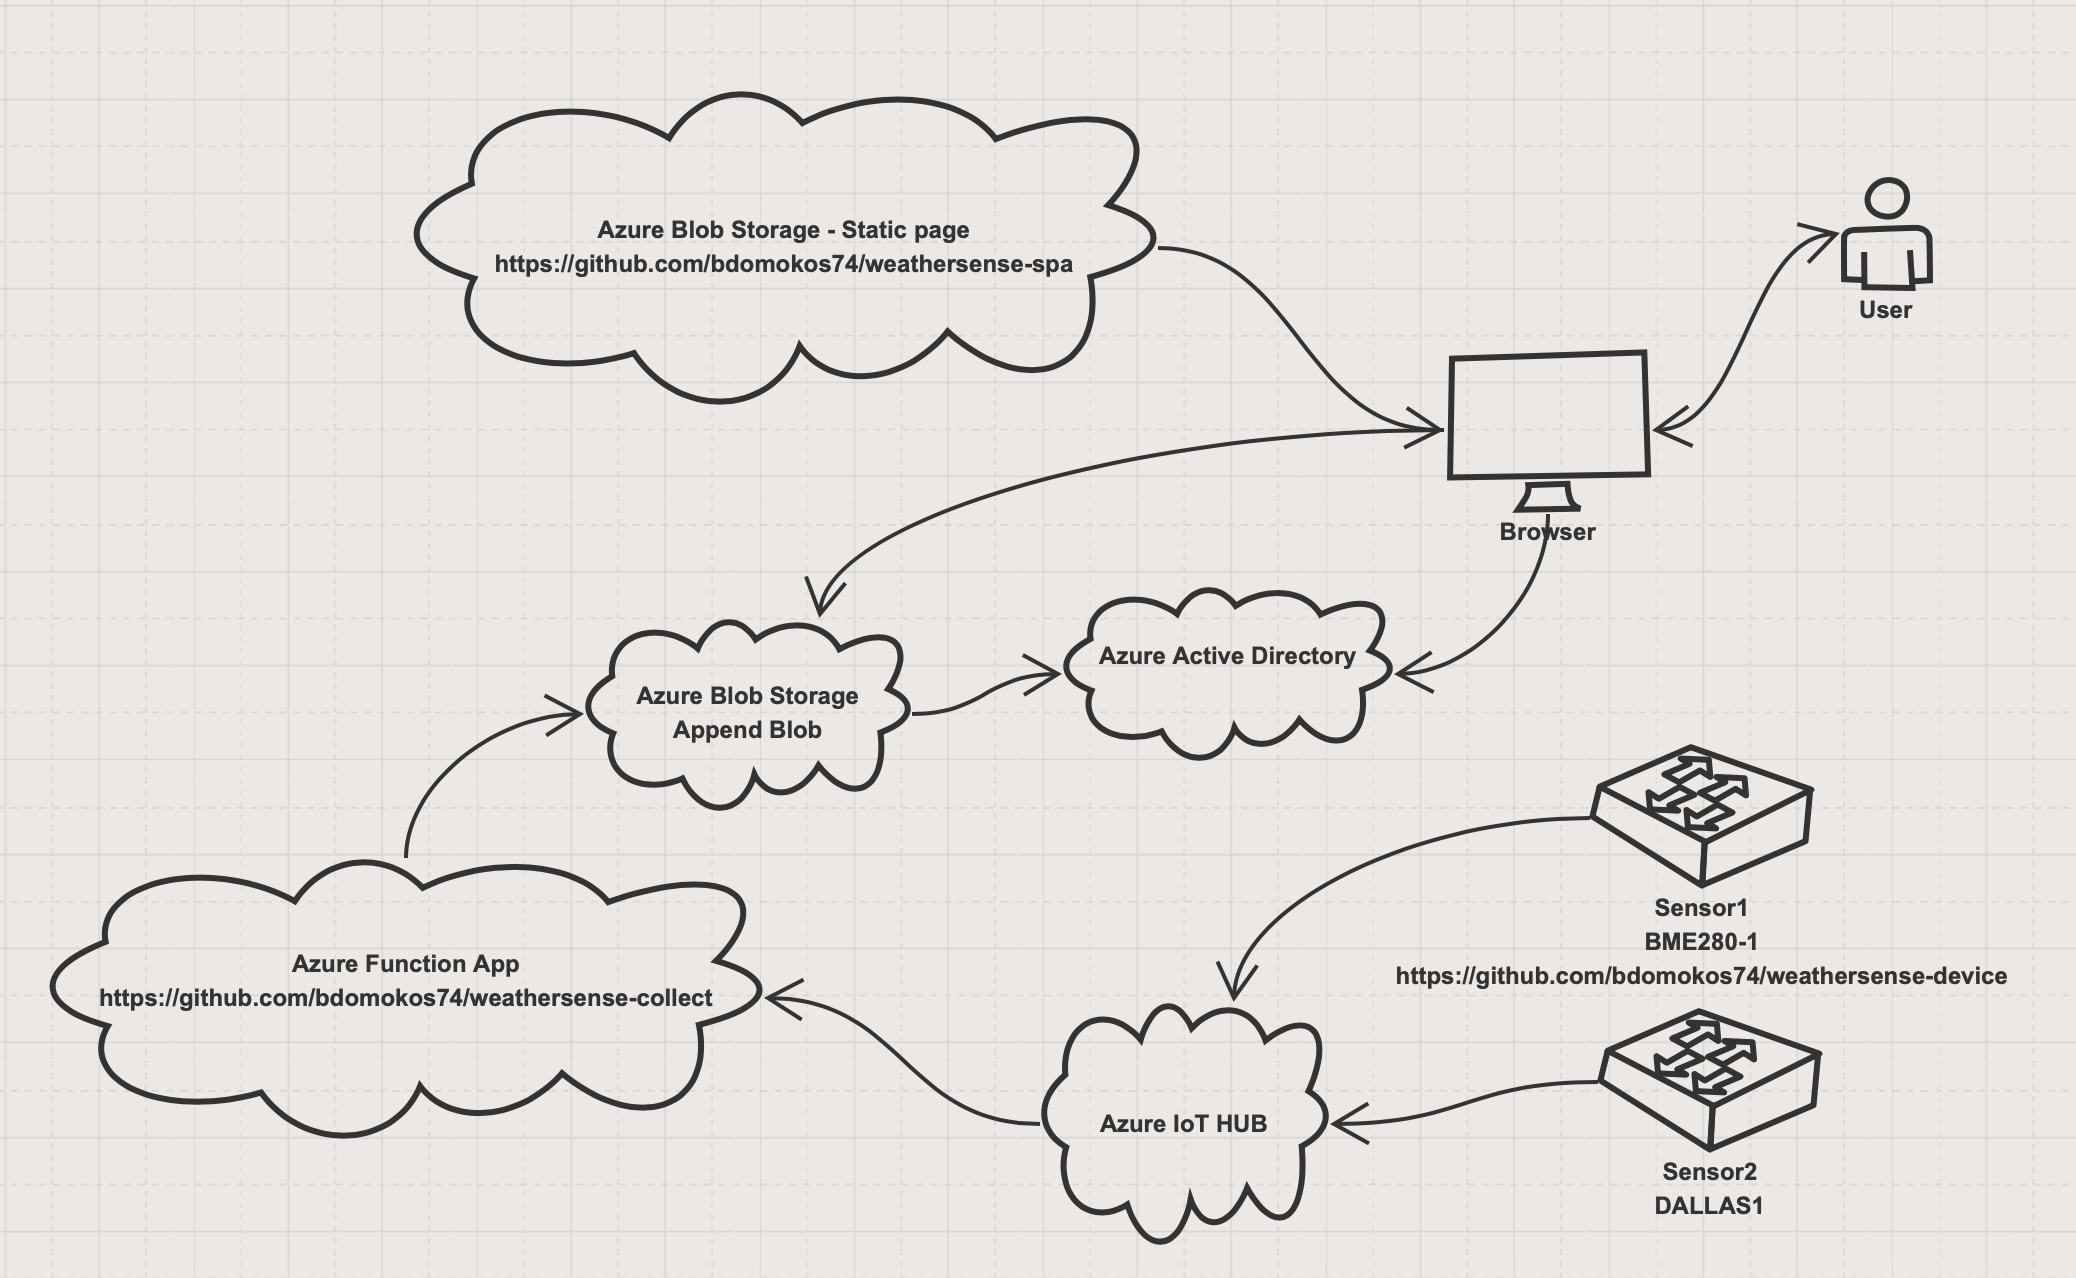 Azure Blob Storage - Static page
https://github.com/bdomokos74/weathersense-spa
User
Browser
Azure Active Directory
Azure Blob Storage
Append Blob
Sensor1
BME280-1
https://github.com/bdomokos74/weathersense-device
Azure Function App
https://github.com/bdomokos74/weathersense-collect
Azure IoT HUB
Sensor2
DALLAS1